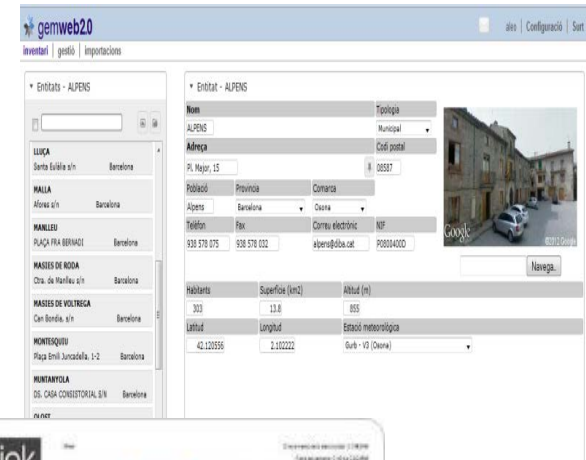 gemweb2.0
ales | Configuració | Surt
inventari | gestió | importacions
Entitats - ALPENS
LLUÇA
Santa Eulàlia s/n Barcelona
MALLA
Afores s/n Barcelona
MANLLEU
PLAÇA FRA BERNADI Barcelona
MASIES DE RODA
Ctra. de Manlleu s/n Barcelona
MASIES DE VOLTREGA
Can Bondia, s/n Barcelona
MONTESQUIU
Plaça Emili Juncadella, 1-2 Barcelona
MUNTANYOLA
DS. CASA CONSISTORIAL S/N Barcelona
OLOST
Entitat - ALPENS
Nom Tipologia
ALPENS Municipal
Adreça Codi postal
Pl. Major, 15 08587
Població Provincia Comarca
Alpens Barcelona Osona
Telèfon Fax Correu electrònic NIF
938 578 075 938 578 032 alpens@diba.cat P0800400D
Google ©2012 Google
Navega..
Habitants Superfície (km2) Altitud (m)
303 13.8 855
Latitud Longitud Estació meteorològica
42.120556 2.102222 Gurb - V3 (Osona)